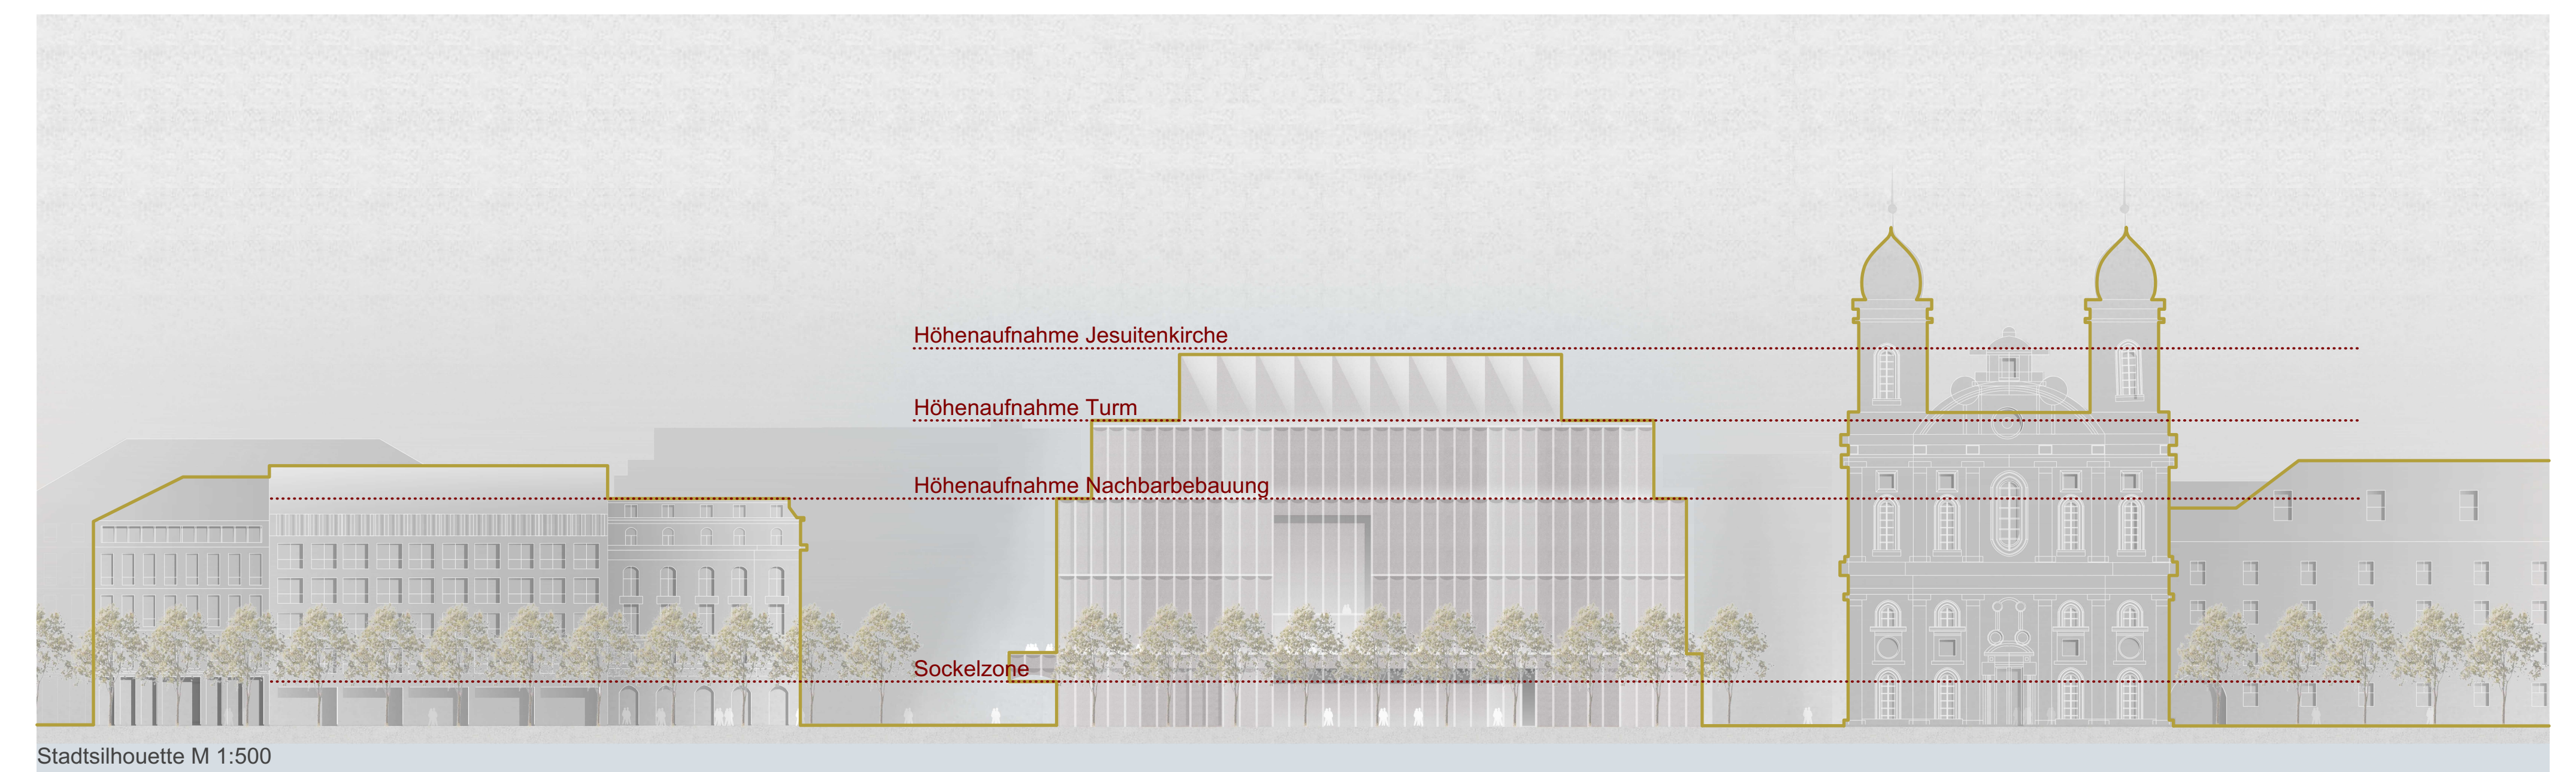 Höhenaufnahme Jesuitenkirche
Höhenaufnahme Turm
Höhenaufnahme Nachbarbebauung
Sockelzone
Stadtsilhouette M 1:500